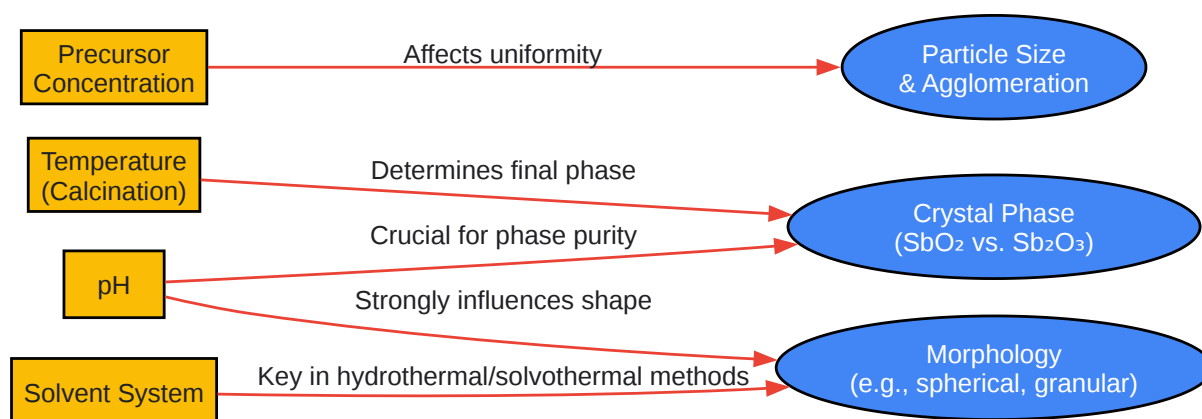 Precursor
Concentration
Affects uniformity
Particle Size
& Agglomeration
Temperature
(Calcination)
Determines final phase
Crystal Phase
(SbO₂ vs. Sb₂O₃)
Crucial for phase purity
pH
Strongly influences shape
Morphology
(e.g., spherical, granular)
Solvent System
Key in hydrothermal/solvothermal methods